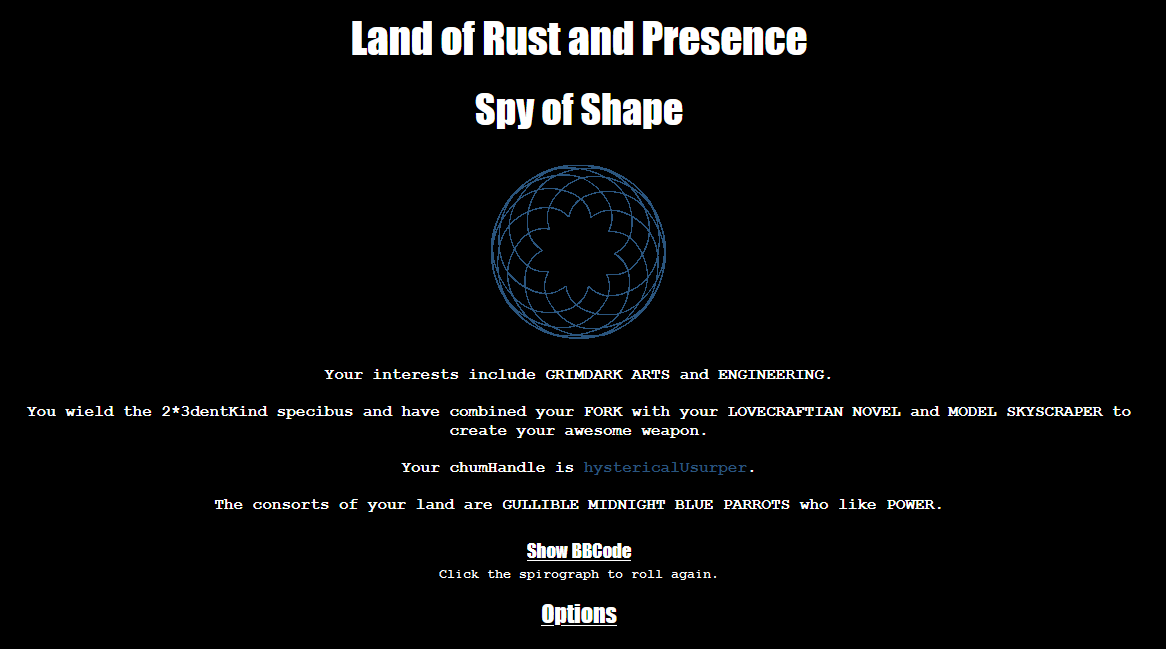 Land of Rust and Presence
Spy of Shape
Your interests include GRIMDARK ARTS and ENGINEERING.
You wield the 2*3dentKind specibus and have combined your FORK with your LOVECRAFTIAN NOVEL and MODEL SKYSCRAPER to
create your awesome weapon.
Your chumHandle is hystericalUsurper.
The consorts of your land are GULLIBLE MIDNIGHT BLUE PARROTS who like POWER.
Show BBCode
Click the spirograph to roll again.
Options